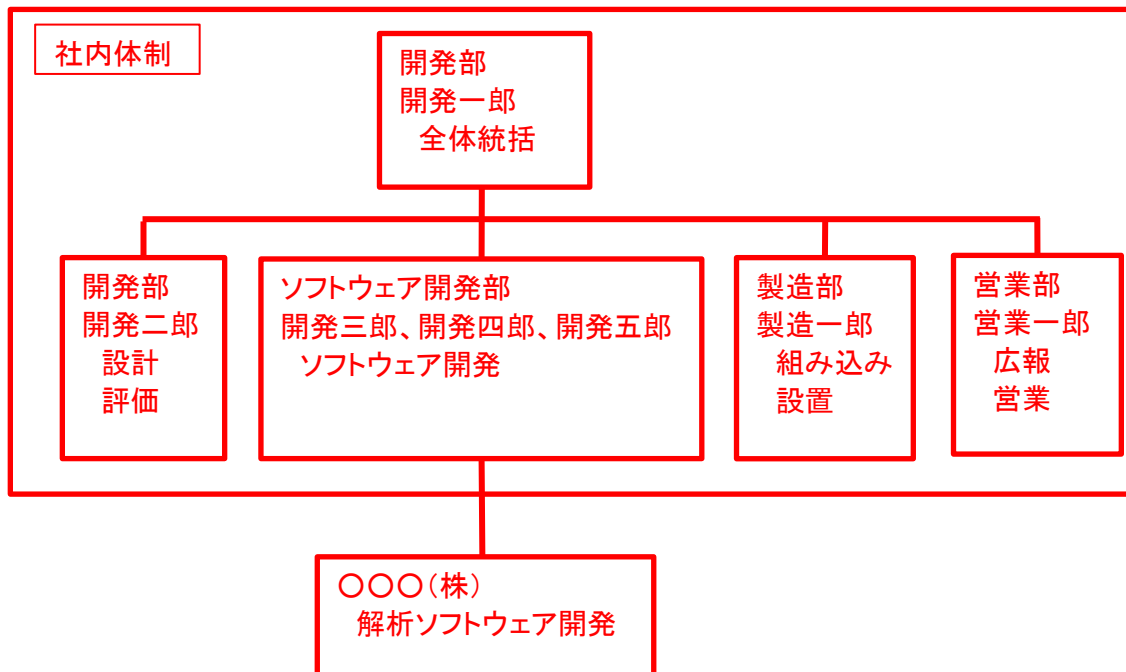 社内体制
開発部
開発一郎
全体統括
開発部
開発二郎
設計
評価
ソフトウェア開発部
開発三郎、開発四郎、開発五郎
ソフトウェア開発
製造部
製造一郎
組み込み
設置
営業部
営業一郎
広報
営業
〇〇〇(株)
解析ソフトウェア開発